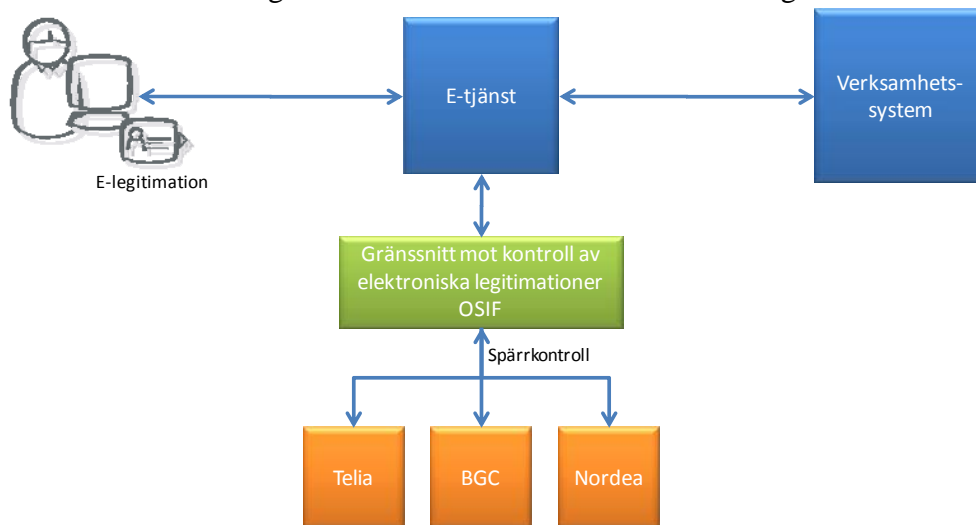 E-tjänst
Verksamhets-
system
E-legitimation
Gränssnitt mot kontroll av
elektroniska legitimationer
OSIF
Spärrkontroll
Telia
BGC
Nordea